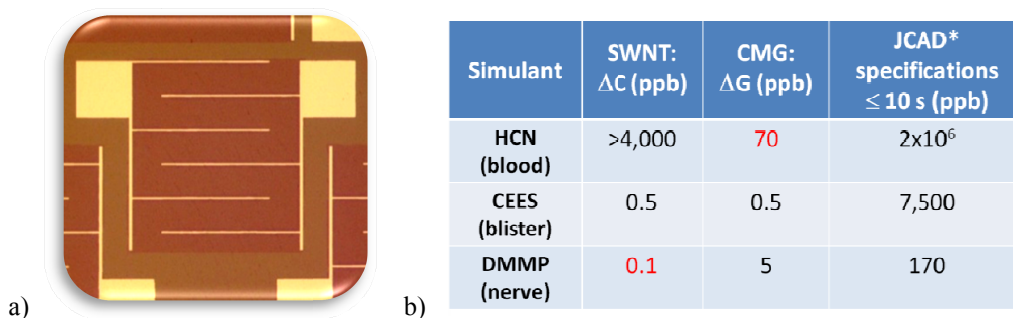 a)
b)
Simulant SWNT: ΔC (ppb) CMG: ΔG (ppb) JCAD* specifications ≤ 10 s (ppb)
HCN (blood) >4,000 70 2x10⁶
CEES (blister) 0.5 0.5 7,500
DMMP (nerve) 0.1 5 170